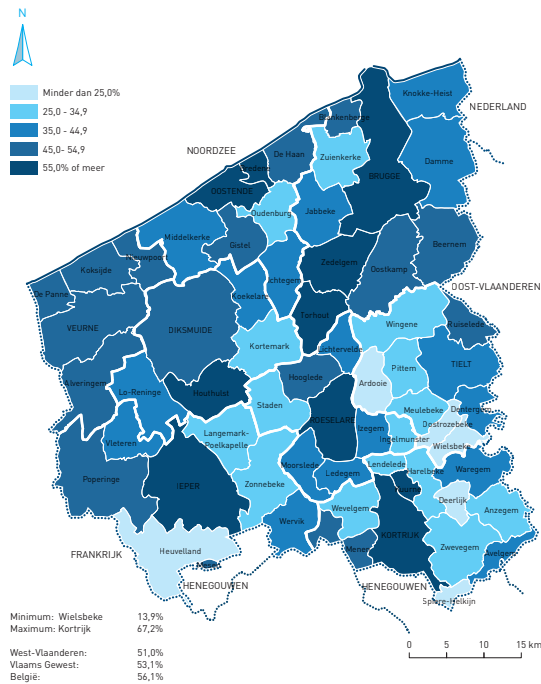 N
Minder dan 25,0%
25,0 - 34,9
35,0 - 44,9
45,0- 54,9
55,0% of meer
NOORDZEE
NEDERLAND
OOST-VLAANDEREN
FRANKRIJK
HENEGOUWEN
HENEGOUWEN
Knokke-Heist
Blankenberge
Zuienkerke
De Haan
Damme
BRUGGE
Bredene
OOSTENDE
Oudenburg
Jabbeke
Middelkerke
Gistel
Beernem
Nieuwpoort
Koksijde
Zedelgem
Oostkamp
Ichtegem
De Panne
Koekelare
Torhout
VEURNE
DIKSMUIDE
Wingene
Ruiselede
Kortemark
Lichtervelde
Pittem
TIELT
Alveringem
Lo-Reninge
Houthulst
Hooglede
Ardooie
Staden
Meulebeke
Dentergem
Oostrozebeke
ROESELARE
Izegem
Ingelmunster
Wielsbeke
Vleteren
Langemark-
Poelkapelle
Moorslede
Ledegem
Lendelede
Harelbeke
Waregem
Poperinge
IEPER
Zonnebeke
Kuurne
Deerlijk
Wevelgem
Anzegem
Wervik
KORTRIJK
Menen
Zwevegem
Avelgem
Heuvelland
Mesen
Spiere-Helkijn
Minimum: Wielsbeke 13,9%
Maximum: Kortrijk 67,2%
West-Vlaanderen: 51,0%
Vlaams Gewest: 53,1%
België: 56,1%
0 5 10 15 km